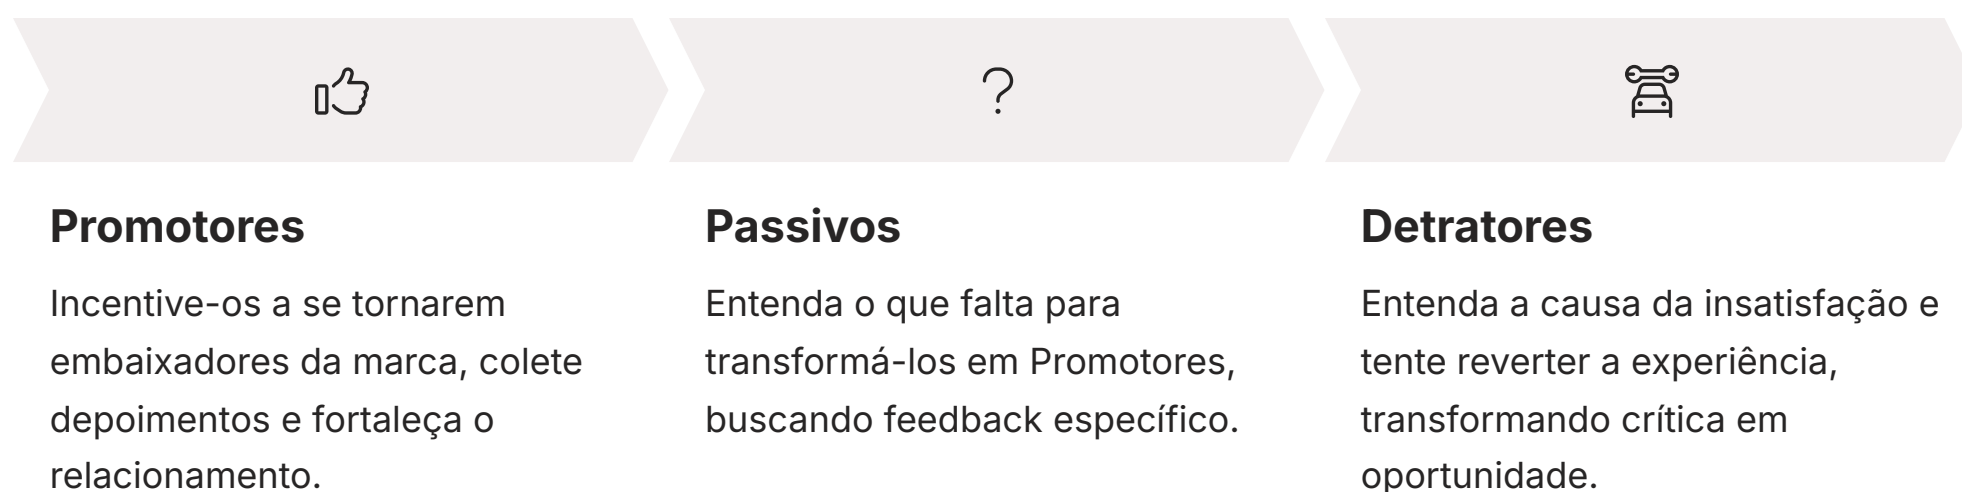 ?
Promotores
Incentive-os a se tornarem
embaixadores da marca, colete
depoimentos e fortaleça o
relacionamento.
Passivos
Entenda o que falta para
transformá-los em Promotores,
buscando feedback específico.
Detratores
Entenda a causa da insatisfação e
tente reverter a experiência,
transformando crítica em
oportunidade.